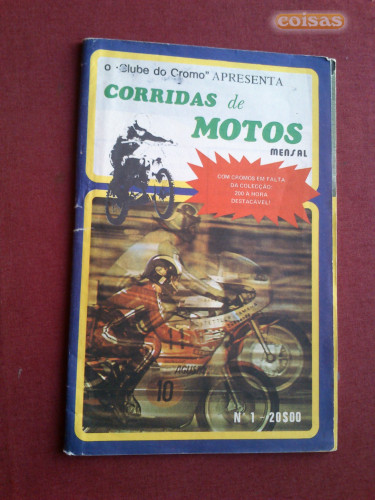 coisas
o "Clube do Cromo" APRESENTA
CORRIDAS de
MOTOS
MENSAL
COM CROMOS EM FALTA
DA COLECÇÃO:
200 À HORA
DESTACÁVEL!
11
10
Nº 1 - 20$00